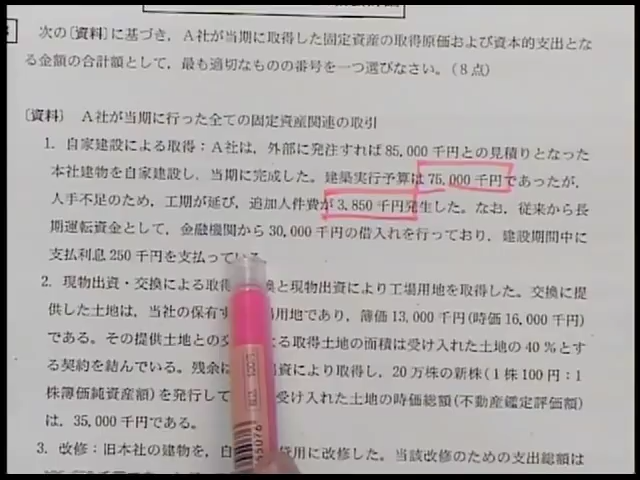 次の〔資料〕に基づき，A社が当期に取得した固定資産の取得原価および資本的支出とな
る金額の合計額として，最も適切なものの番号を一つ選びなさい。（8点）
〔資料〕 A社が当期に行った全ての固定資産関連の取引
1．自家建設による取得：A社は，外部に発注すれば85,000千円との見積りとなった
本社建物を自家建設し，当期に完成した。建築実行予算は75,000千円であったが，
人手不足のため，工期が延び，追加人件費が3,850千円発生した。なお，従来から長
期運転資金として，金融機関から30,000千円の借入れを行っており，建設期間中に
支払利息250千円を支払っている。
2．現物出資・交換による取得 換と現物出資により工場用地を取得した。交換に提
供した土地は，当社の保有す 用地であり，薄価13,000千円（時価16,000千円）
である。その提供土地との交 る取得土地の面積は受け入れた土地の40％とす
る契約を結んでいる。残余は 資により取得し，20万株の新株（1株100円：1
株簿価純資産額）を発行して 受け入れた土地の時価総額（不動産鑑定評価額）
は，35,000千円である。
3．改修：旧本社の建物を，自 貸用に改修した。当該改修のための支出総額は